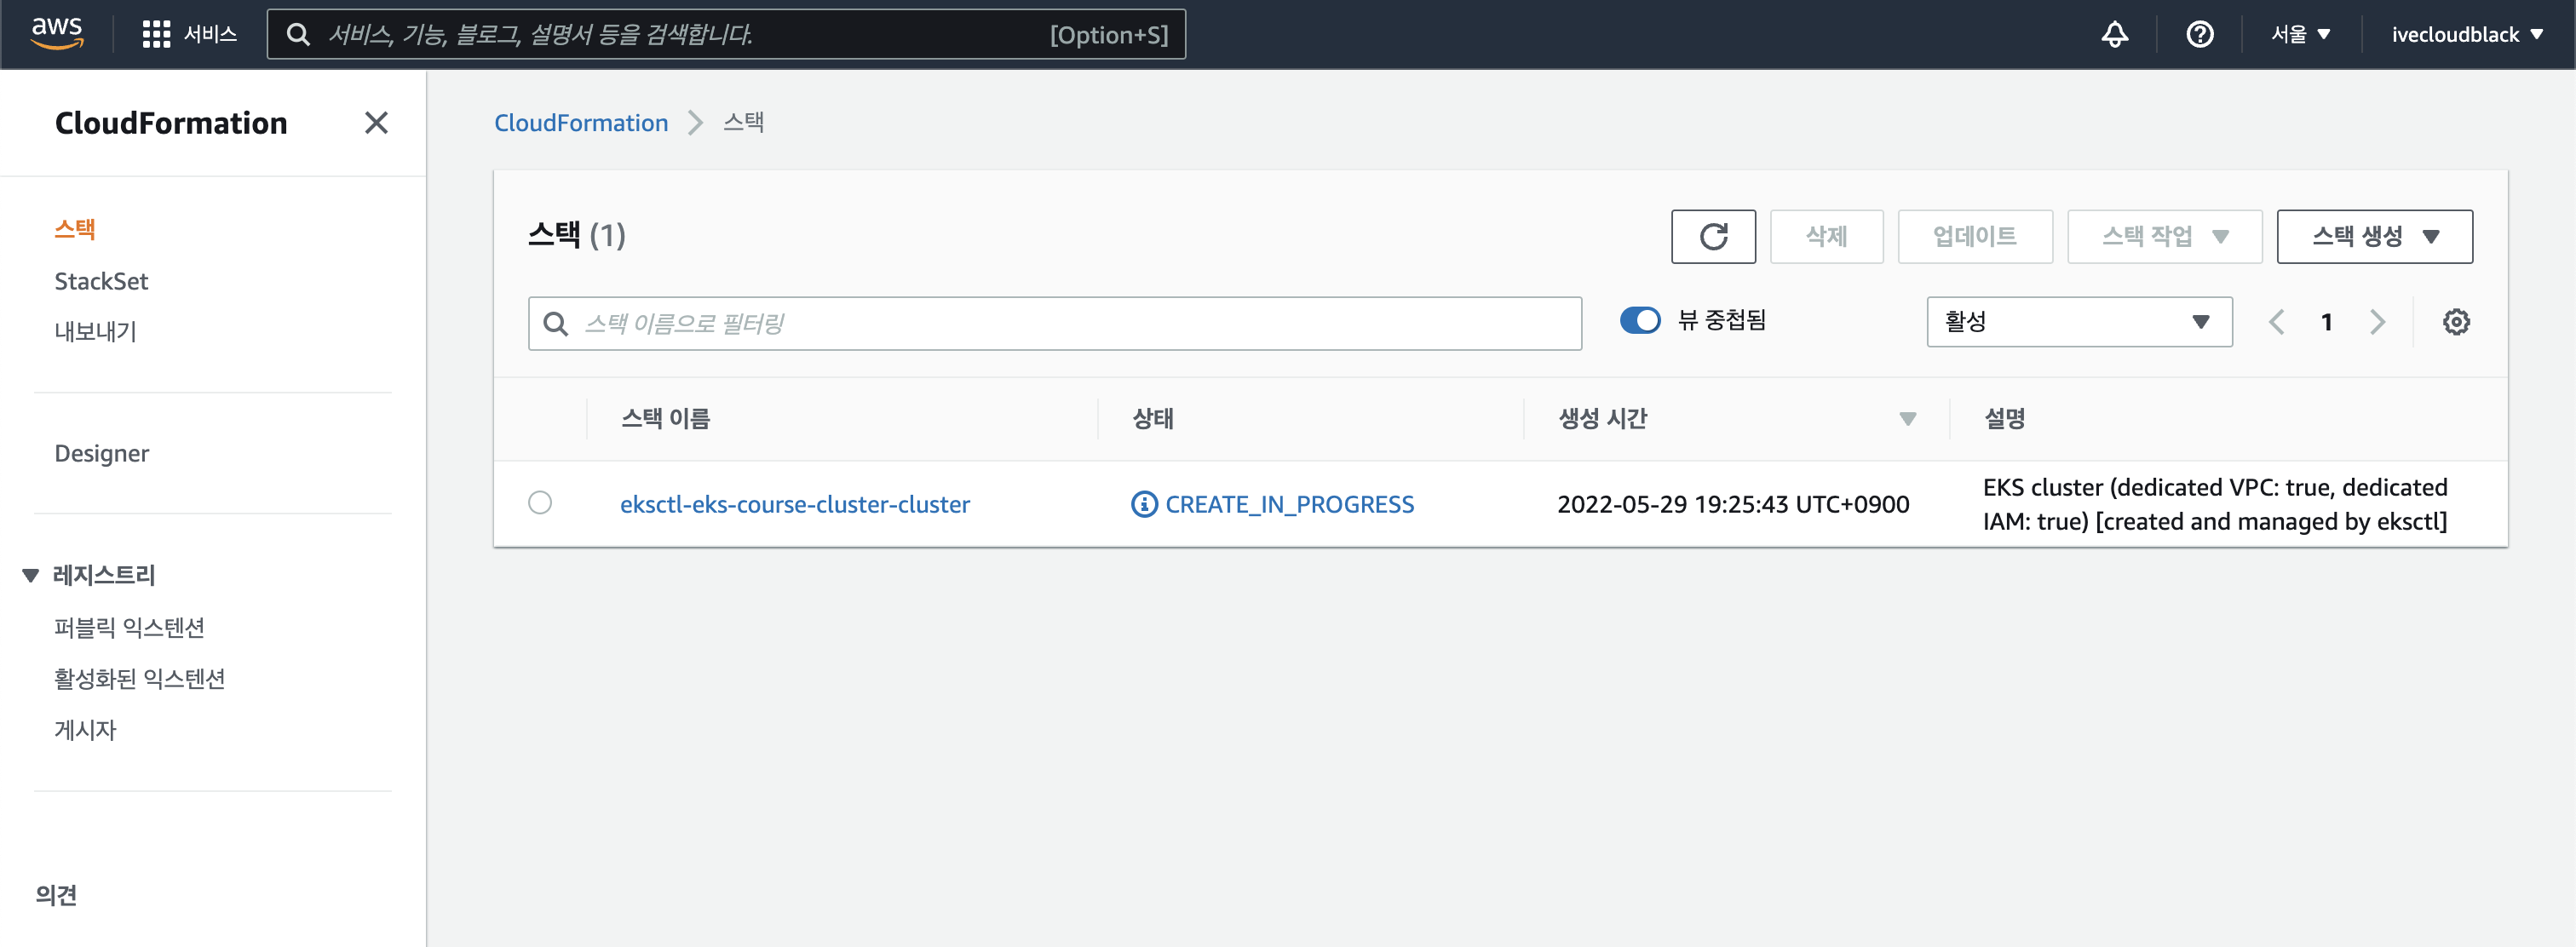 aws 서비스 서비스, 기능, 블로그, 설명서 등을 검색합니다. [Option+S] 서울 ivecloudblack
CloudFormation
스택
StackSet
내보내기
Designer
레지스트리
퍼블릭 익스텐션
활성화된 익스텐션
게시자
의견
CloudFormation 스택
스택 (1) 삭제 업데이트 스택 작업 스택 생성
스택 이름으로 필터링 뷰 중첩됨 활성 1
스택 이름 상태 생성 시간 설명
eksctl-eks-course-cluster-cluster CREATE_IN_PROGRESS 2022-05-29 19:25:43 UTC+0900 EKS cluster (dedicated VPC: true, dedicated
IAM: true) [created and managed by eksctl]